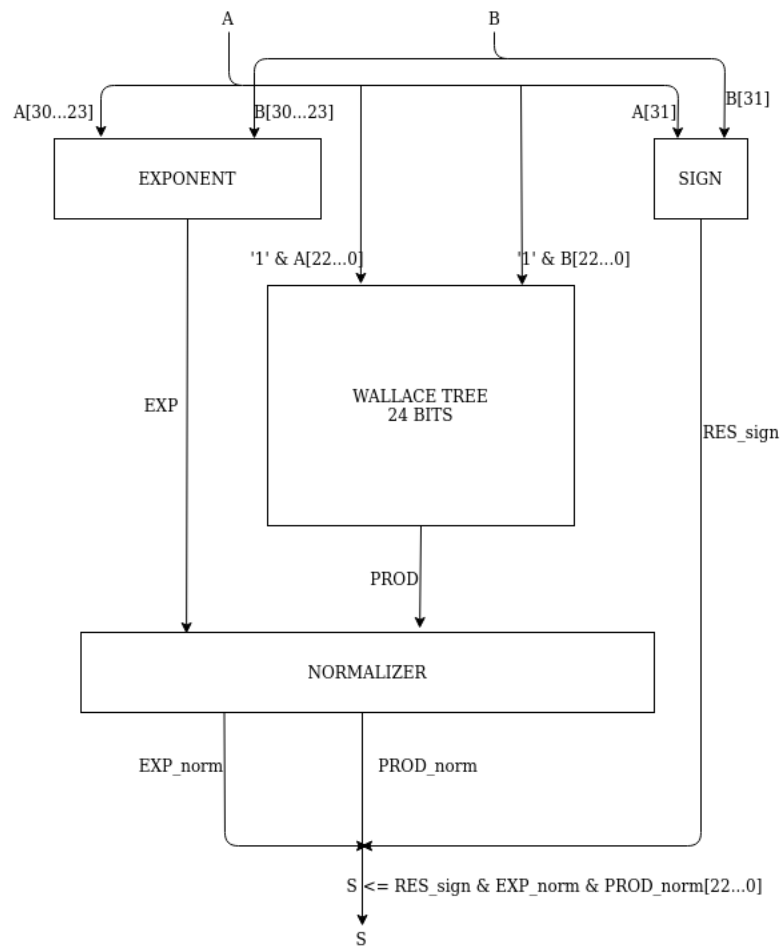 A
B
A[30...23]
B[30...23]
A[31]
B[31]
EXPONENT
SIGN
'1' & A[22...0]
'1' & B[22...0]
WALLACE TREE
24 BITS
EXP
RES_sign
PROD
NORMALIZER
EXP_norm
PROD_norm
S <= RES_sign & EXP_norm & PROD_norm[22...0]
S